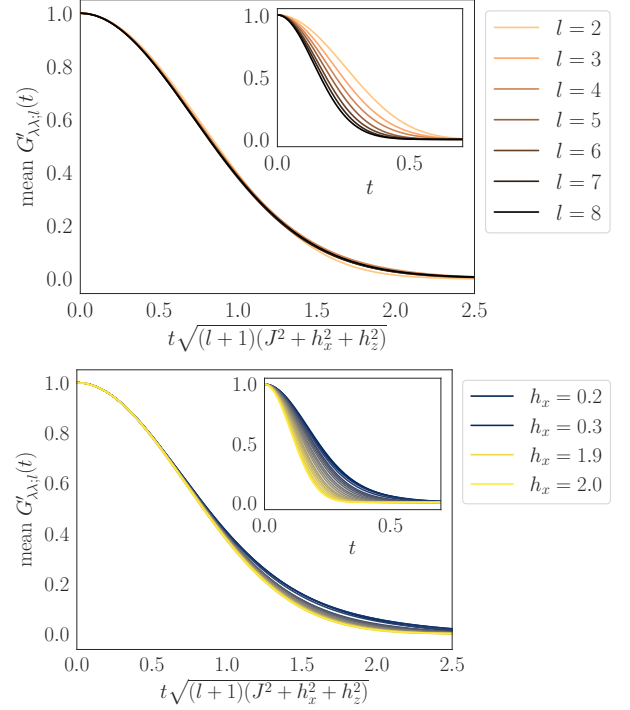 mean G′_{λλ;l}(t)
1.0
0.8
0.6
0.4
0.2
0.0
0.0 0.5 1.0 1.5 2.0 2.5
t√((l + 1)(J² + h_x² + h_z²))
1.0
0.5
0.0
0.0 0.5
t
l = 2
l = 3
l = 4
l = 5
l = 6
l = 7
l = 8
mean G′_{λλ;l}(t)
1.0
0.8
0.6
0.4
0.2
0.0
0.0 0.5 1.0 1.5 2.0 2.5
t√((l + 1)(J² + h_x² + h_z²))
1.0
0.5
0.0
0.0 0.5
t
h_x = 0.2
h_x = 0.3
h_x = 1.9
h_x = 2.0